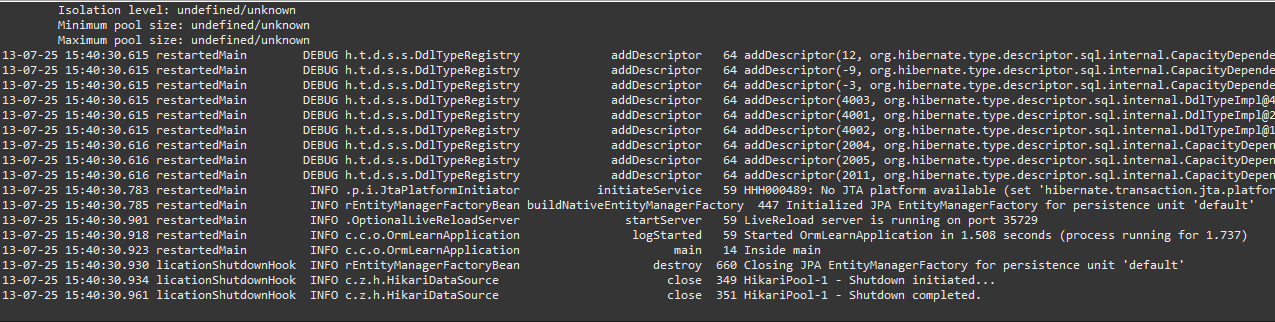 Isolation level: undefined/unknown
Minimum pool size: undefined/unknown
Maximum pool size: undefined/unknown
13-07-25 15:40:30.615 restartedMain DEBUG h.t.d.s.s.DdlTypeRegistry addDescriptor 64 addDescriptor(12, org.hibernate.type.descriptor.sql.internal.CapacityDepende
13-07-25 15:40:30.615 restartedMain DEBUG h.t.d.s.s.DdlTypeRegistry addDescriptor 64 addDescriptor(-9, org.hibernate.type.descriptor.sql.internal.CapacityDepende
13-07-25 15:40:30.615 restartedMain DEBUG h.t.d.s.s.DdlTypeRegistry addDescriptor 64 addDescriptor(-3, org.hibernate.type.descriptor.sql.internal.CapacityDepende
13-07-25 15:40:30.615 restartedMain DEBUG h.t.d.s.s.DdlTypeRegistry addDescriptor 64 addDescriptor(4003, org.hibernate.type.descriptor.sql.internal.DdlTypeImpl@4
13-07-25 15:40:30.615 restartedMain DEBUG h.t.d.s.s.DdlTypeRegistry addDescriptor 64 addDescriptor(4001, org.hibernate.type.descriptor.sql.internal.DdlTypeImpl@2
13-07-25 15:40:30.615 restartedMain DEBUG h.t.d.s.s.DdlTypeRegistry addDescriptor 64 addDescriptor(4002, org.hibernate.type.descriptor.sql.internal.DdlTypeImpl@1
13-07-25 15:40:30.616 restartedMain DEBUG h.t.d.s.s.DdlTypeRegistry addDescriptor 64 addDescriptor(2004, org.hibernate.type.descriptor.sql.internal.CapacityDepen
13-07-25 15:40:30.616 restartedMain DEBUG h.t.d.s.s.DdlTypeRegistry addDescriptor 64 addDescriptor(2005, org.hibernate.type.descriptor.sql.internal.CapacityDepen
13-07-25 15:40:30.616 restartedMain DEBUG h.t.d.s.s.DdlTypeRegistry addDescriptor 64 addDescriptor(2011, org.hibernate.type.descriptor.sql.internal.CapacityDepen
13-07-25 15:40:30.783 restartedMain INFO .p.i.JtaPlatformInitiator initiateService 59 HHH000489: No JTA platform available (set 'hibernate.transaction.jta.platfor
13-07-25 15:40:30.785 restartedMain INFO rEntityManagerFactoryBean buildNativeEntityManagerFactory 447 Initialized JPA EntityManagerFactory for persistence unit 'default'
13-07-25 15:40:30.901 restartedMain INFO .OptionalLiveReloadServer startServer 59 LiveReload server is running on port 35729
13-07-25 15:40:30.918 restartedMain INFO c.c.o.OrmLearnApplication logStarted 59 Started OrmLearnApplication in 1.508 seconds (process running for 1.737)
13-07-25 15:40:30.923 restartedMain INFO c.c.o.OrmLearnApplication main 14 Inside main
13-07-25 15:40:30.930 licationShutdownHook INFO rEntityManagerFactoryBean destroy 660 Closing JPA EntityManagerFactory for persistence unit 'default'
13-07-25 15:40:30.934 licationShutdownHook INFO c.z.h.HikariDataSource close 349 HikariPool-1 - Shutdown initiated...
13-07-25 15:40:30.961 licationShutdownHook INFO c.z.h.HikariDataSource close 351 HikariPool-1 - Shutdown completed.